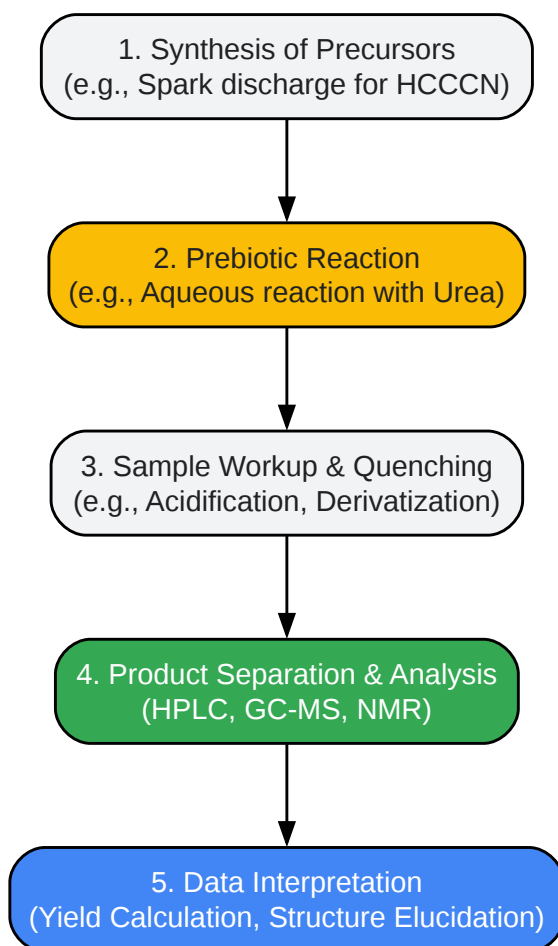 1. Synthesis of Precursors
(e.g., Spark discharge for HCCCN)
2. Prebiotic Reaction
(e.g., Aqueous reaction with Urea)
3. Sample Workup & Quenching
(e.g., Acidification, Derivatization)
4. Product Separation & Analysis
(HPLC, GC-MS, NMR)
5. Data Interpretation
(Yield Calculation, Structure Elucidation)